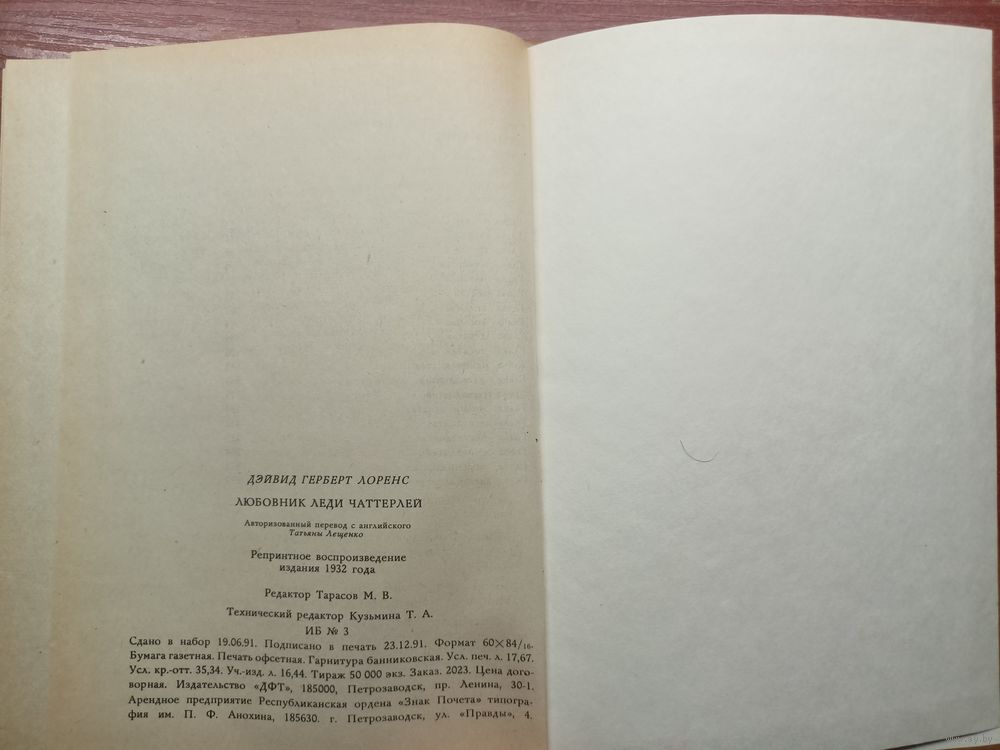 ДЭЙВИД ГЕРБЕРТ ЛОРЕНС
ЛЮБОВНИК ЛЕДИ ЧАТТЕРЛЕЙ
Авторизованный перевод с английского
Татьяны Лещенко
Репринтное воспроизведение
издания 1932 года
Редактор Тарасов М. В.
Технический редактор Кузьмина Т. А.
ИБ № 3
Сдано в набор 19.06.91. Подписано в печать 23.12.91. Формат 60×84/16.
Бумага газетная. Печать офсетная. Гарнитура банниковская. Усл. печ. л. 17,67.
Усл. кр.-отт. 35,34. Уч.-изд. л. 16,44. Тираж 50 000 экз. Заказ. 2023. Цена дого-
ворная. Издательство «ДФТ», 185000, Петрозаводск, пр. Ленина, 30-1.
Арендное предприятие Республиканская ордена «Знак Почета» типогра-
фия им. П. Ф. Анохина, 185630. г. Петрозаводск, ул. «Правды», 4.
www.ay.by